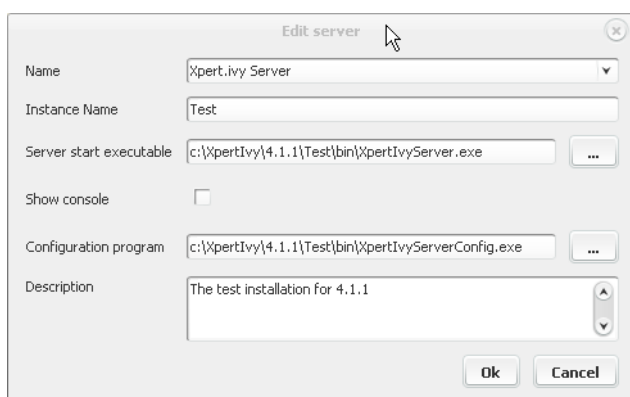 Edit server
Name Xpert.ivy Server
Instance Name Test
Server start executable c:\XpertIvy\4.1.1\Test\bin\XpertIvyServer.exe ...
Show console
Configuration program c:\XpertIvy\4.1.1\Test\bin\XpertIvyServerConfig.exe ...
Description The test installation for 4.1.1
Ok Cancel